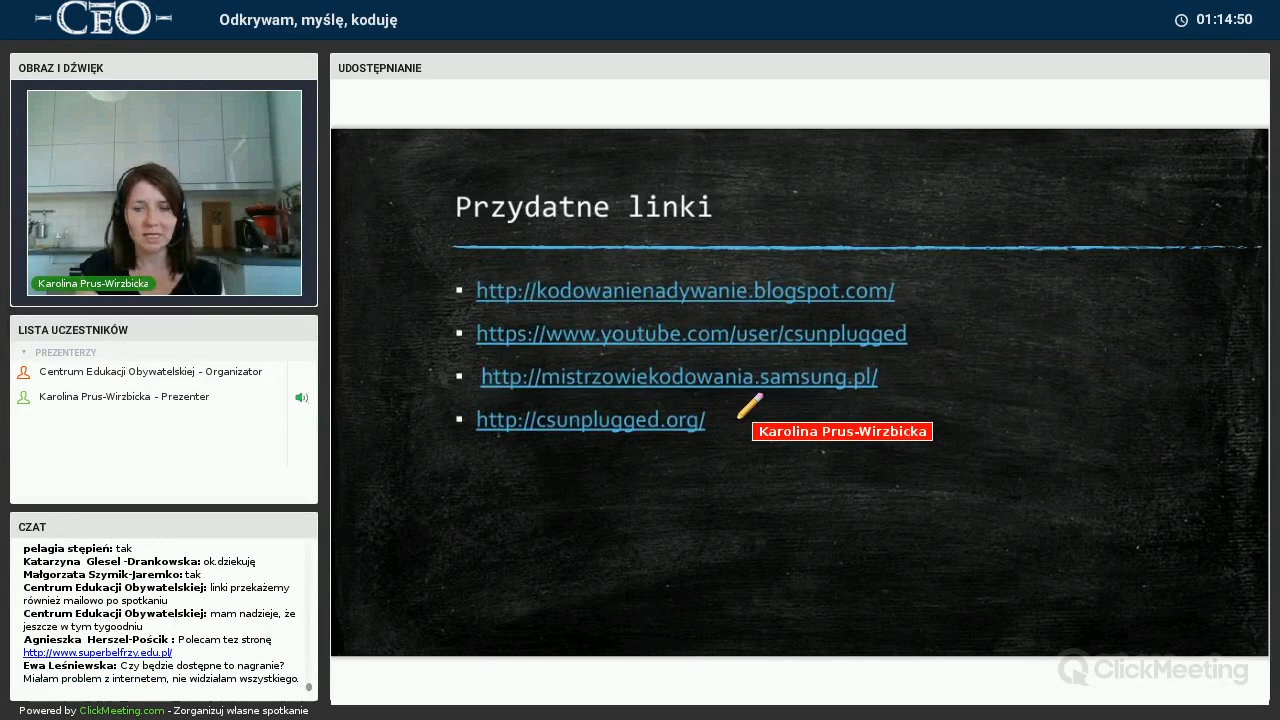 CEO
Odkrywam, myślę, koduję
01:14:50
OBRAZ I DŹWIĘK
Karolina Prus-Wirzbicka
LISTA UCZESTNIKÓW
PREZENTERZY
Centrum Edukacji Obywatelskiej - Organizator
Karolina Prus-Wirzbicka - Prezenter
CZAT
pelagia stępień: tak
Katarzyna Glesel -Drankowska: ok.dziekuję
Małgorzata Szymik-Jaremko: tak
Centrum Edukacji Obywatelskiej: linki przekażemy
również mailowo po spotkaniu
Centrum Edukacji Obywatelskiej: mam nadzieje, że
jeszcze w tym tygoodniu
Agnieszka Herszel-Pościk : Polecam tez stronę
http://www.superbelfrzy.edu.pl/
Ewa Leśniewska: Czy będzie dostępne to nagranie?
Miałam problem z internetem, nie widziałam wszystkiego.
Powered by ClickMeeting.com - Zorganizuj własne spotkanie
UDOSTĘPNIANIE
Przydatne linki
▪ http://kodowanienadywanie.blogspot.com/
▪ https://www.youtube.com/user/csunplugged
▪ http://mistrzowiekodowania.samsung.pl/
▪ http://csunplugged.org/
Karolina Prus-Wirzbicka
ClickMeeting